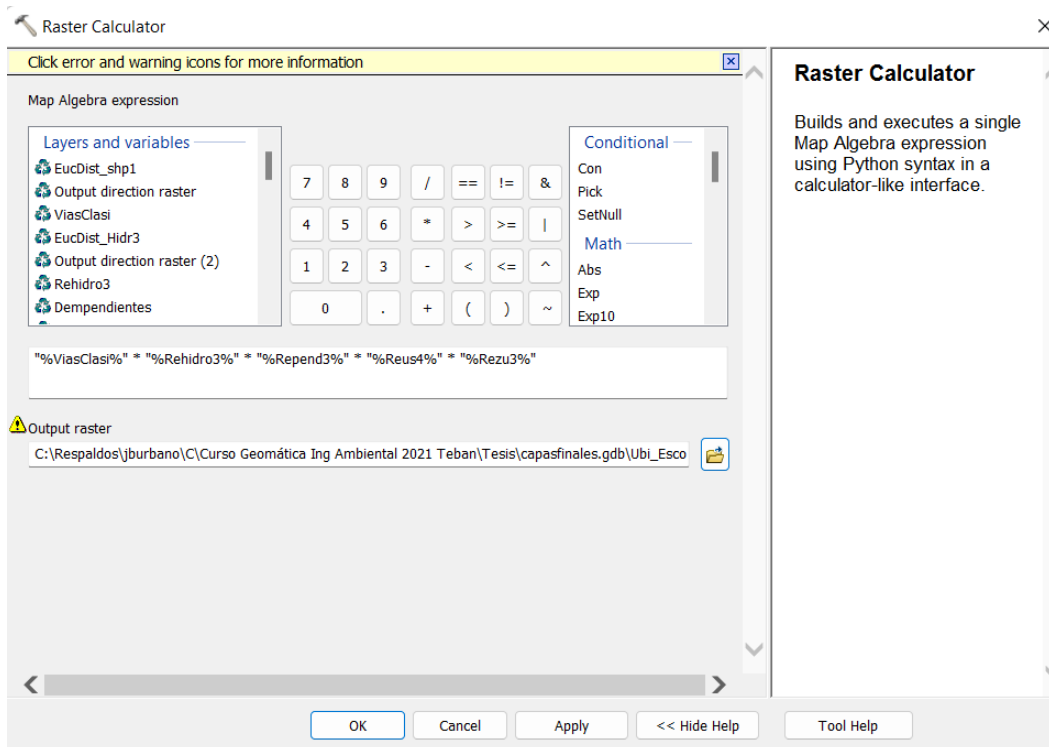 Raster Calculator
Click error and warning icons for more information
Map Algebra expression
Layers and variables
EucDist_shp1
Output direction raster
ViasClasi
EucDist_Hidr3
Output direction raster (2)
Rehidro3
Dempendientes
7 8 9 / == != &
4 5 6 * > >= |
1 2 3 - < <= ^
0 . + ( ) ~
Conditional
Con
Pick
SetNull
Math
Abs
Exp
Exp10
"%ViasClasi%" * "%Rehidro3%" * "%Repend3%" * "%Reus4%" * "%Rezu3%"
Output raster
C:\Respaldos\jburbano\C\Curso Geomática Ing Ambiental 2021 Teban\Tesis\capasfinales.gdb\Ubi_Esco
OK Cancel Apply << Hide Help Tool Help
Raster Calculator
Builds and executes a single
Map Algebra expression
using Python syntax in a
calculator-like interface.